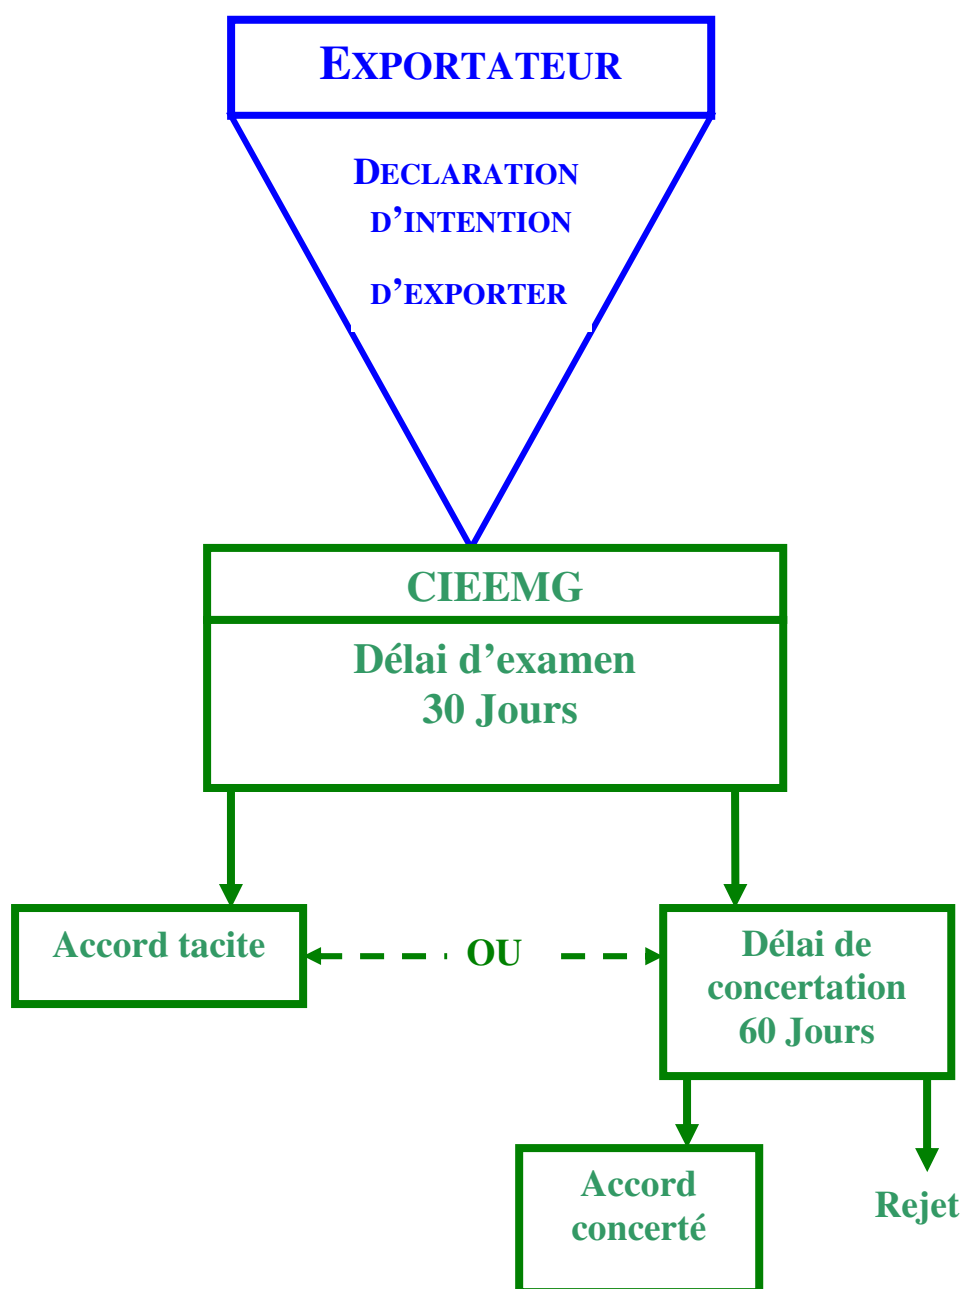 EXPORTATEUR
DECLARATION
D’INTENTION
D’EXPORTER
CIEEMG
Délai d’examen
30 Jours
Accord tacite
OU
Délai de
concertation
60 Jours
Accord
concerté
Rejet